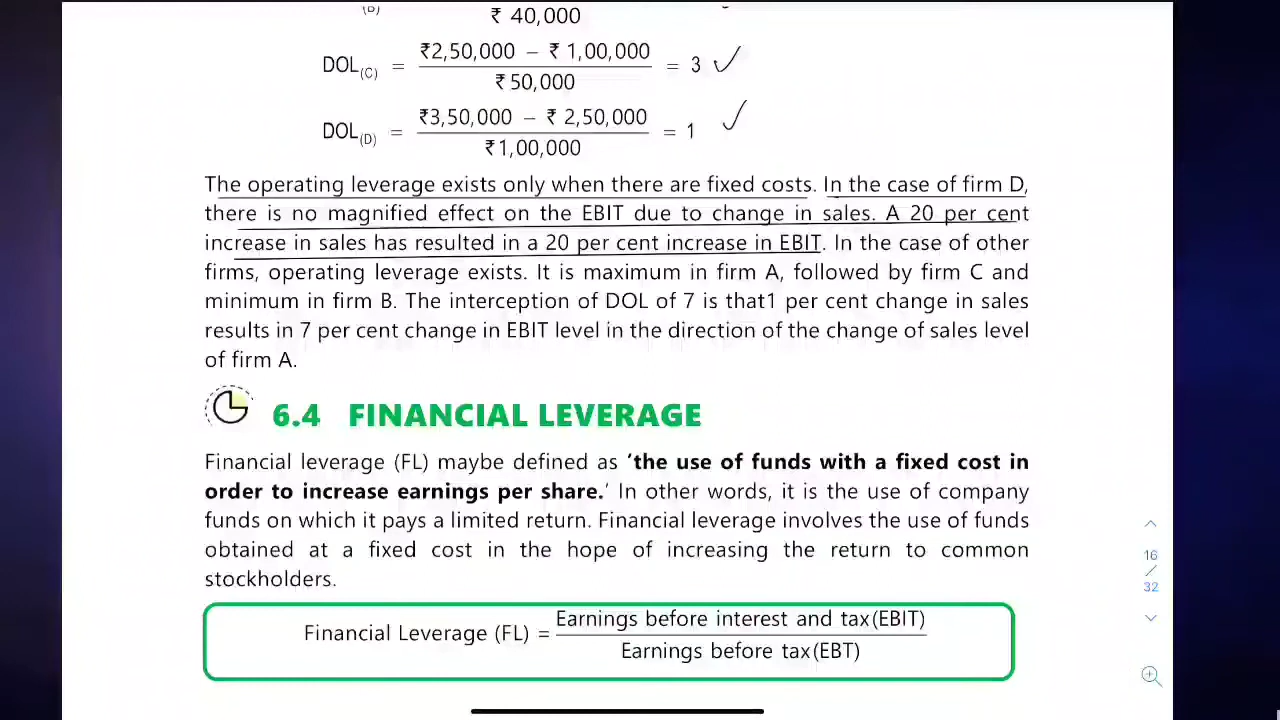 (B)
₹ 40,000
DOL(C) = ₹2,50,000 – ₹ 1,00,000 / ₹ 50,000 = 3
DOL(D) = ₹3,50,000 – ₹ 2,50,000 / ₹1,00,000 = 1
The operating leverage exists only when there are fixed costs. In the case of firm D,
there is no magnified effect on the EBIT due to change in sales. A 20 per cent
increase in sales has resulted in a 20 per cent increase in EBIT. In the case of other
firms, operating leverage exists. It is maximum in firm A, followed by firm C and
minimum in firm B. The interception of DOL of 7 is that1 per cent change in sales
results in 7 per cent change in EBIT level in the direction of the change of sales level
of firm A.
6.4 FINANCIAL LEVERAGE
Financial leverage (FL) maybe defined as ‘the use of funds with a fixed cost in
order to increase earnings per share.’ In other words, it is the use of company
funds on which it pays a limited return. Financial leverage involves the use of funds
obtained at a fixed cost in the hope of increasing the return to common
stockholders.
Financial Leverage (FL) = Earnings before interest and tax(EBIT) / Earnings before tax(EBT)
16
/
32